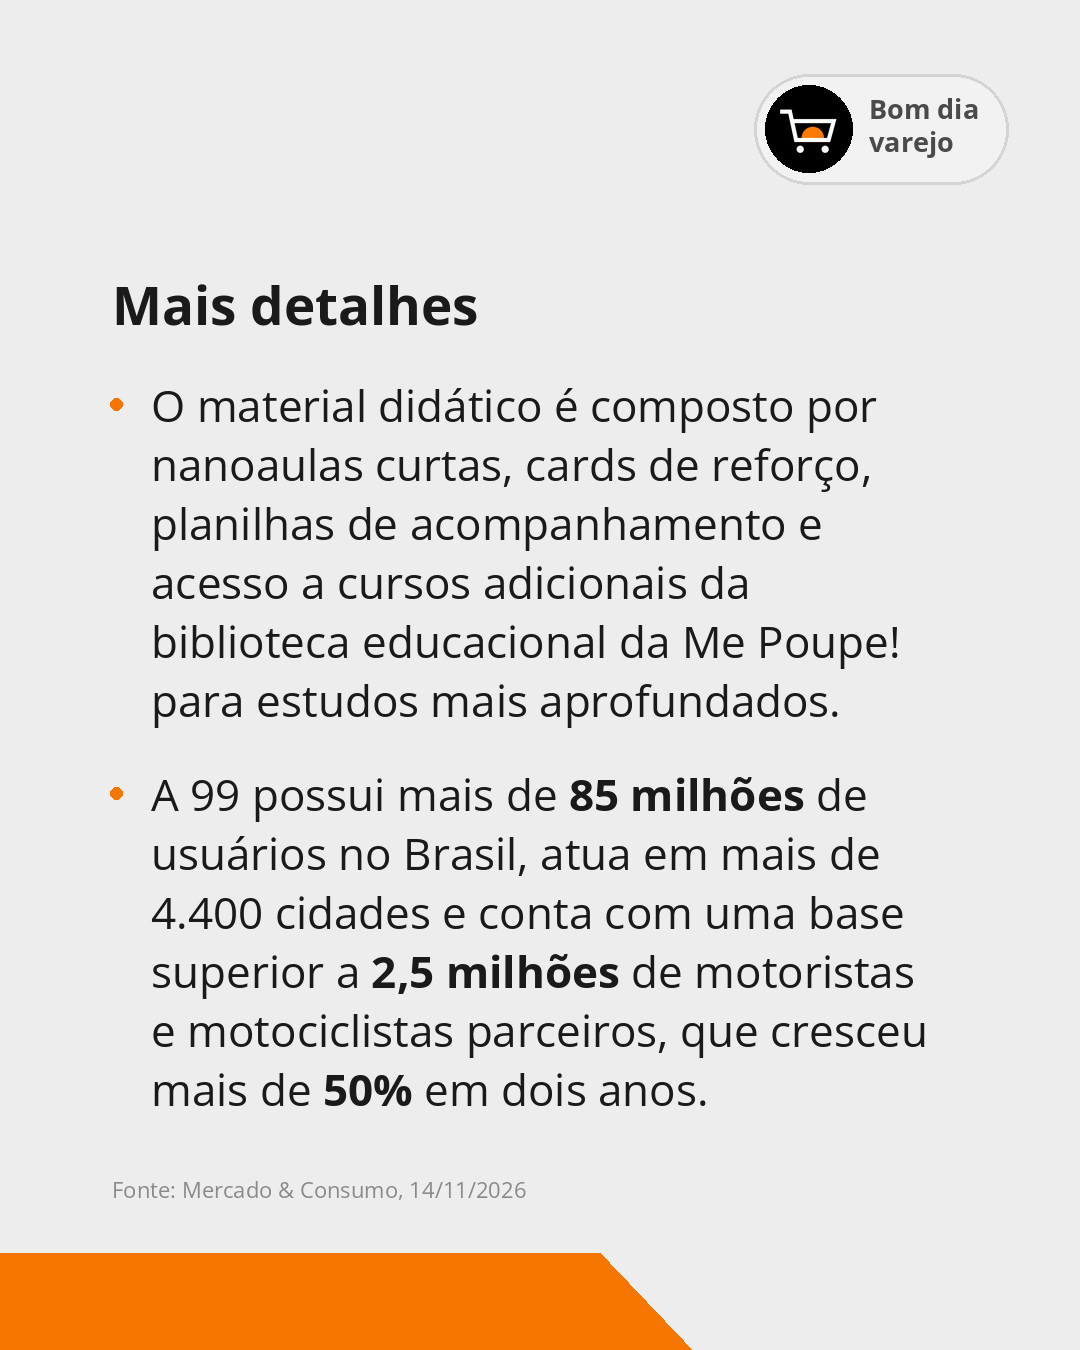 Bom dia
varejo
Mais detalhes
O material didático é composto por
nanoaulas curtas, cards de reforço,
planilhas de acompanhamento e
acesso a cursos adicionais da
biblioteca educacional da Me Poupe!
para estudos mais aprofundados.
A 99 possui mais de 85 milhões de
usuários no Brasil, atua em mais de
4.400 cidades e conta com uma base
superior a 2,5 milhões de motoristas
e motociclistas parceiros, que cresceu
mais de 50% em dois anos.
Fonte: Mercado & Consumo, 14/11/2026